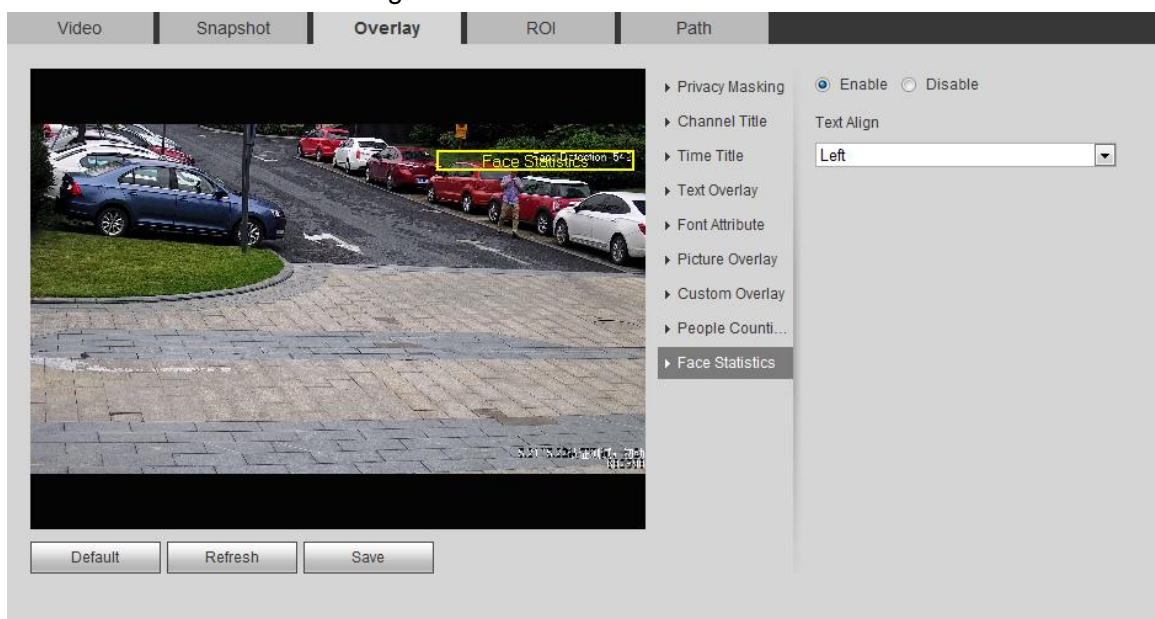 Video Snapshot Overlay ROI Path
Privacy Masking
Channel Title
Time Title
Text Overlay
Font Attribute
Picture Overlay
Custom Overlay
People Counti...
Face Statistics
Enable Disable
Text Align
Left
Face Statistics
Default Refresh Save